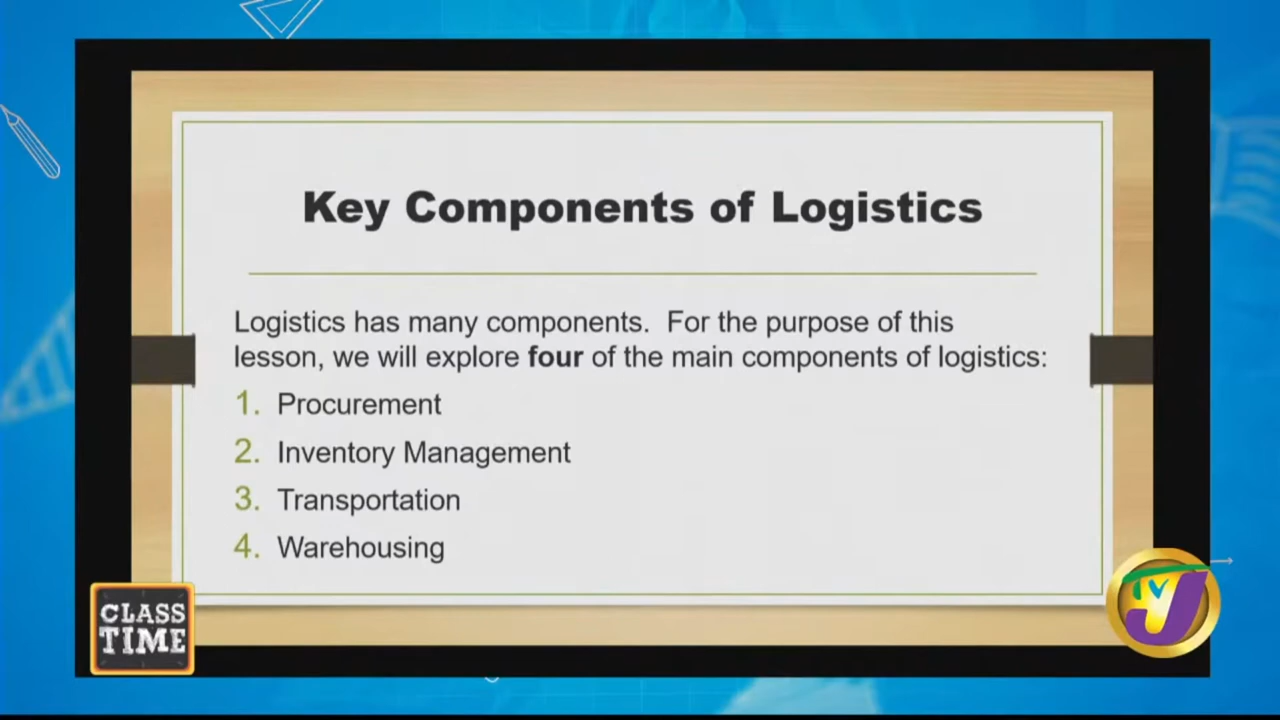 Key Components of Logistics
Logistics has many components.  For the purpose of this
lesson, we will explore four of the main components of logistics:
1. Procurement
2. Inventory Management
3. Transportation
4. Warehousing
CLASS
TIME
TVJ